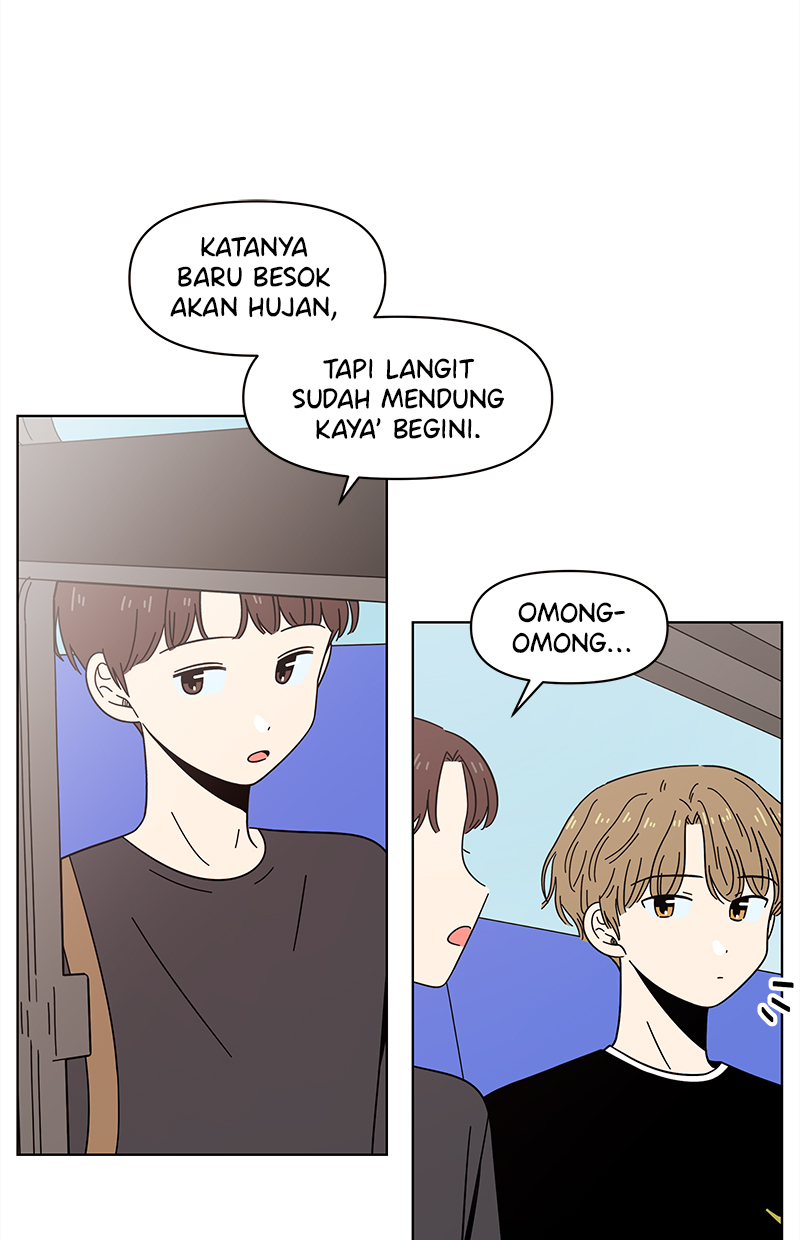 KATANYA
BARU BESOK
AKAN HUJAN,
TAPI LANGIT
SUDAH MENDUNG
KAYA' BEGINI.
OMONG-
OMONG...